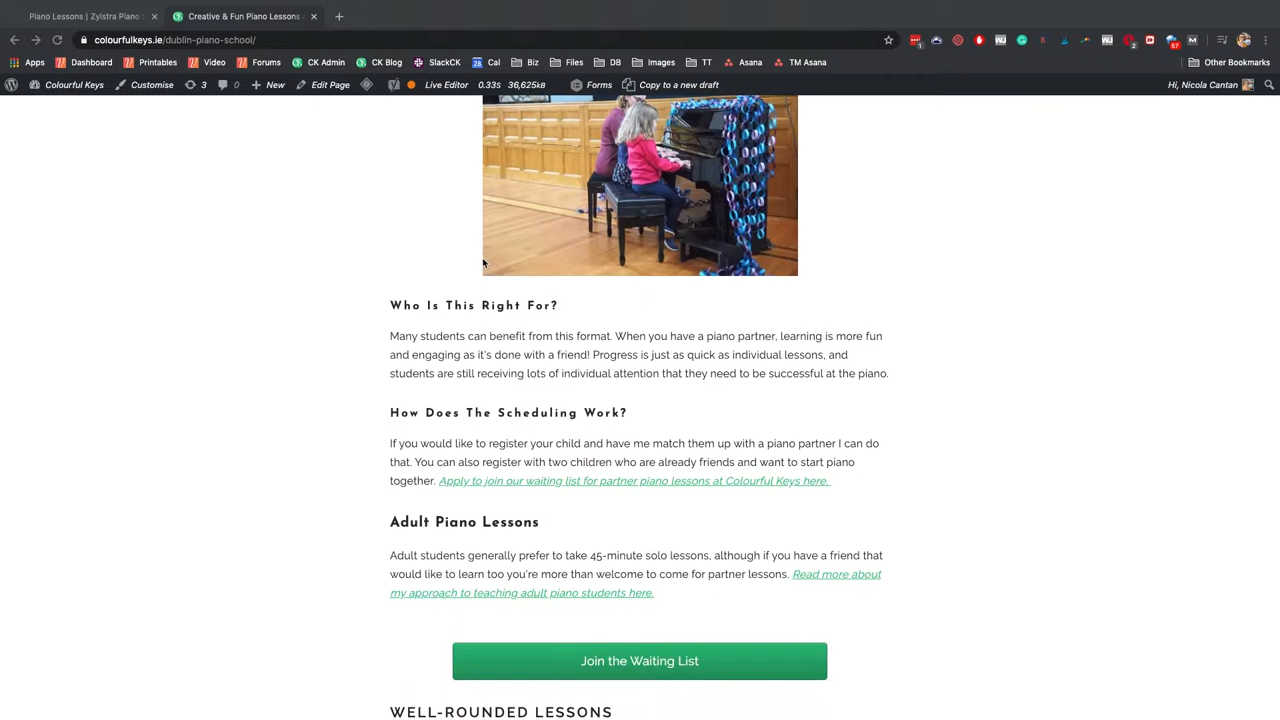 Piano Lessons | Zylstra Piano
Creative & Fun Piano Lessons
colourfulkeys.ie/dublin-piano-school/
Apps Dashboard Printables Video Forums CK Admin CK Blog SlackCK 28 Cal Biz Files DB Images TT Asana TM Asana Other Bookmarks
Colourful Keys Customise 3 0 New Edit Page Live Editor 0.33s 36,625kB Forms Copy to a new draft Hi, Nicola Cantan
Who Is This Right For?
Many students can benefit from this format. When you have a piano partner, learning is more fun
and engaging as it's done with a friend! Progress is just as quick as individual lessons, and
students are still receiving lots of individual attention that they need to be successful at the piano.
How Does The Scheduling Work?
If you would like to register your child and have me match them up with a piano partner I can do
that. You can also register with two children who are already friends and want to start piano
together. Apply to join our waiting list for partner piano lessons at Colourful Keys here.
Adult Piano Lessons
Adult students generally prefer to take 45-minute solo lessons, although if you have a friend that
would like to learn too you're more than welcome to come for partner lessons. Read more about
my approach to teaching adult piano students here.
Join the Waiting List
WELL-ROUNDED LESSONS